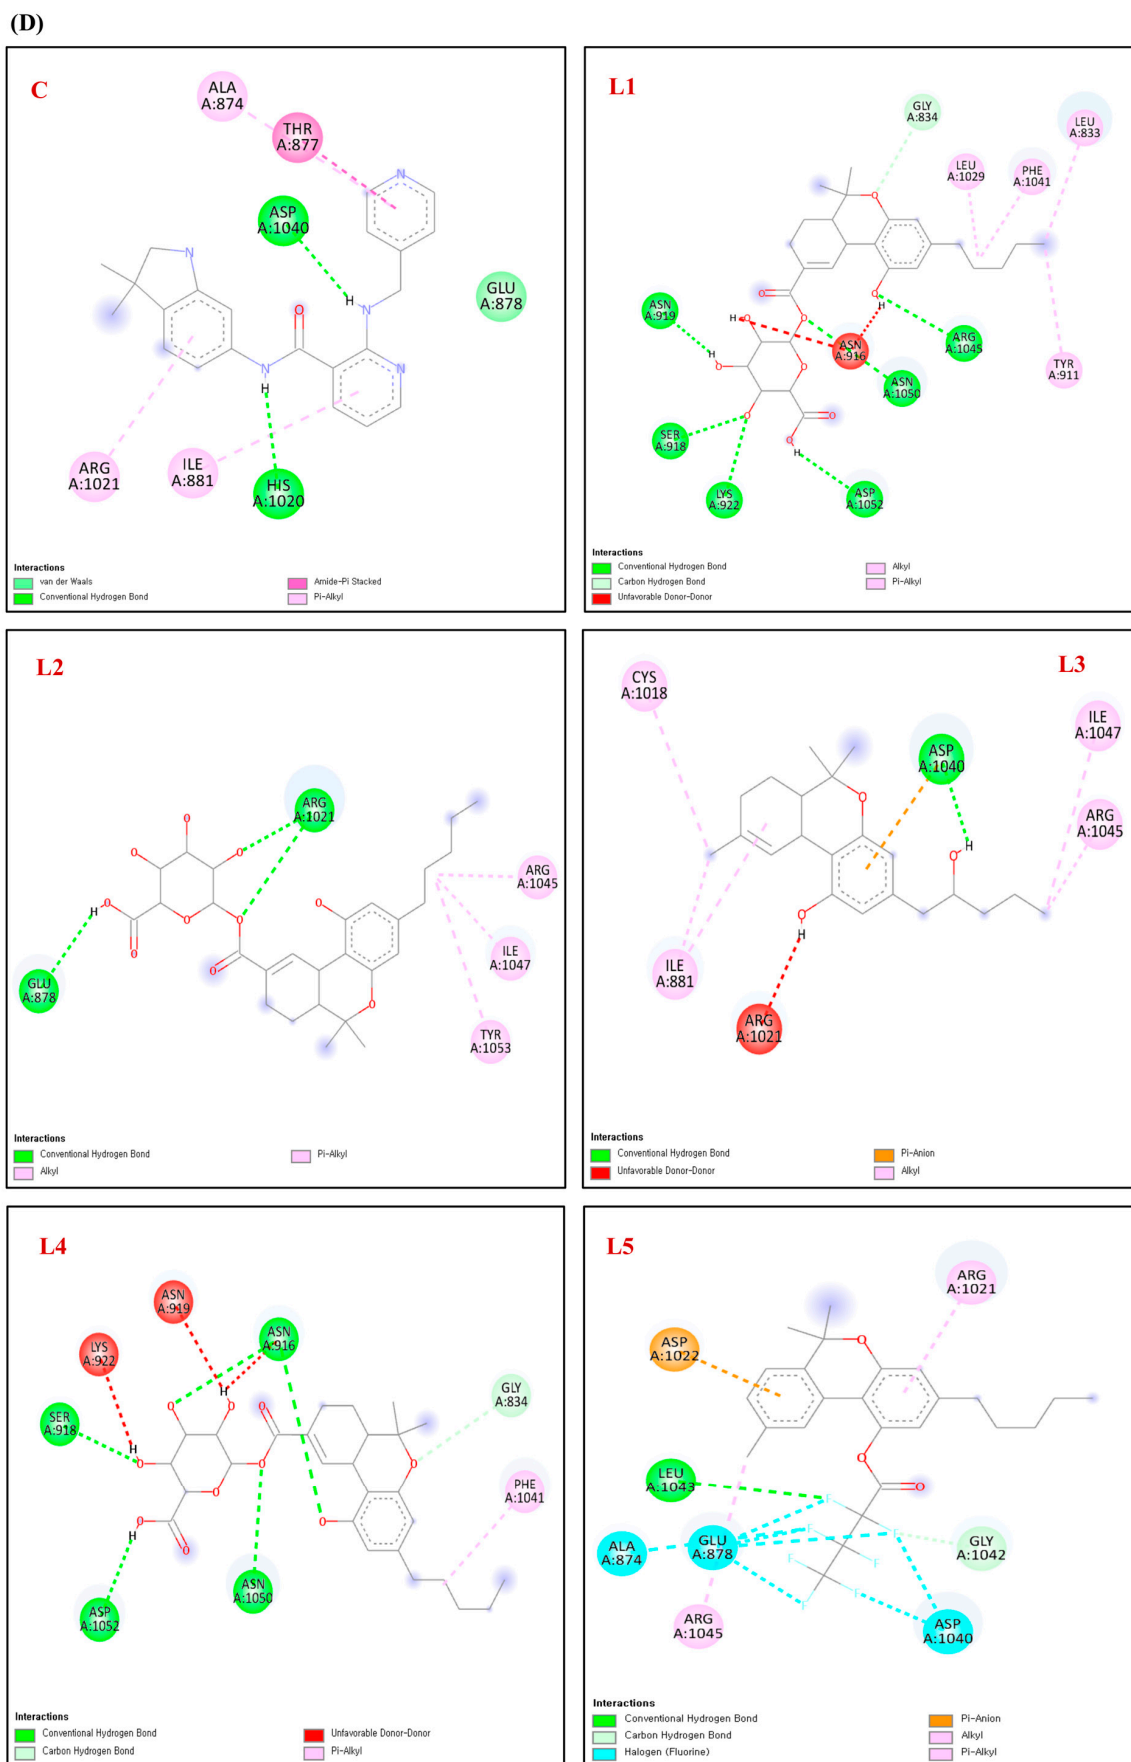 (D)
C
ALA
A:874
THR
A:877
ASP
A:1040
GLU
A:878
ARG
A:1021
ILE
A:881
HIS
A:1020
N
N
H
N
O
N
H
N
Interactions
van der Waals
Conventional Hydrogen Bond
Amide-Pi Stacked
Pi-Alkyl
L1
GLY
A:834
LEU
A:833
LEU
A:1029
PHE
A:1041
ASN
A:919
ASN
A:916
ARG
A:1045
ASN
A:1050
TYR
A:911
SER
A:918
LYS
A:922
ASP
A:1052
O
O
O
O
H
H
O
H
O
O
O
O
O
H
Interactions
Conventional Hydrogen Bond
Carbon Hydrogen Bond
Unfavorable Donor-Donor
Alkyl
Pi-Alkyl
L2
ARG
A:1021
ARG
A:1045
ILE
A:1047
GLU
A:878
TYR
A:1053
O
O
O
H
O
O
O
O
O
O
O
Interactions
Conventional Hydrogen Bond
Alkyl
Pi-Alkyl
L3
CYS
A:1018
ASP
A:1040
ILE
A:1047
ARG
A:1045
ILE
A:881
ARG
A:1021
O
H
O
O
H
Interactions
Conventional Hydrogen Bond
Unfavorable Donor-Donor
Pi-Anion
Alkyl
L4
ASN
A:919
ASN
A:916
LYS
A:922
GLY
A:834
SER
A:918
PHE
A:1041
ASN
A:1050
ASP
A:1052
H
O
O
O
H
O
O
O
O
H
O
O
O
Interactions
Conventional Hydrogen Bond
Carbon Hydrogen Bond
Unfavorable Donor-Donor
Pi-Alkyl
L5
ARG
A:1021
ASP
A:1022
LEU
A:1043
ALA
A:874
GLU
A:878
GLY
A:1042
ARG
A:1045
ASP
A:1040
O
O
O
F
F
F
F
F
F
F
Interactions
Conventional Hydrogen Bond
Carbon Hydrogen Bond
Halogen (Fluorine)
Pi-Anion
Alkyl
Pi-Alkyl